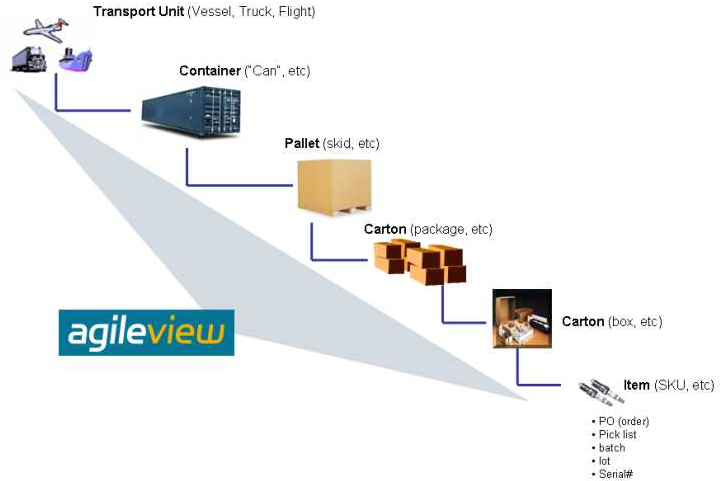 Transport Unit (Vessel, Truck, Flight)
Container ("Can", etc)
Pallet (skid, etc)
Carton (package, etc)
Carton (box, etc)
agileview
Item (SKU, etc)
• PO (order)
• Pick list
• batch
• lot
• Serial#